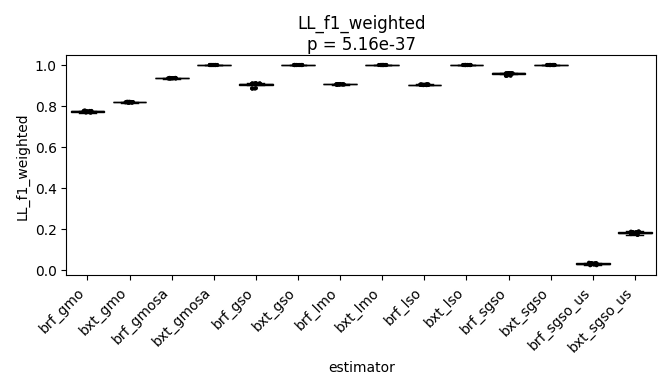 LL_f1_weighted
p = 5.16e-37
LL_f1_weighted
1.0
0.8
0.6
0.4
0.2
0.0
brf_gmo
bxt_gmo
brf_gmosa
bxt_gmosa
brf_gso
bxt_gso
brf_lmo
bxt_lmo
brf_lso
bxt_lso
brf_sgso
bxt_sgso
brf_sgso_us
bxt_sgso_us
estimator